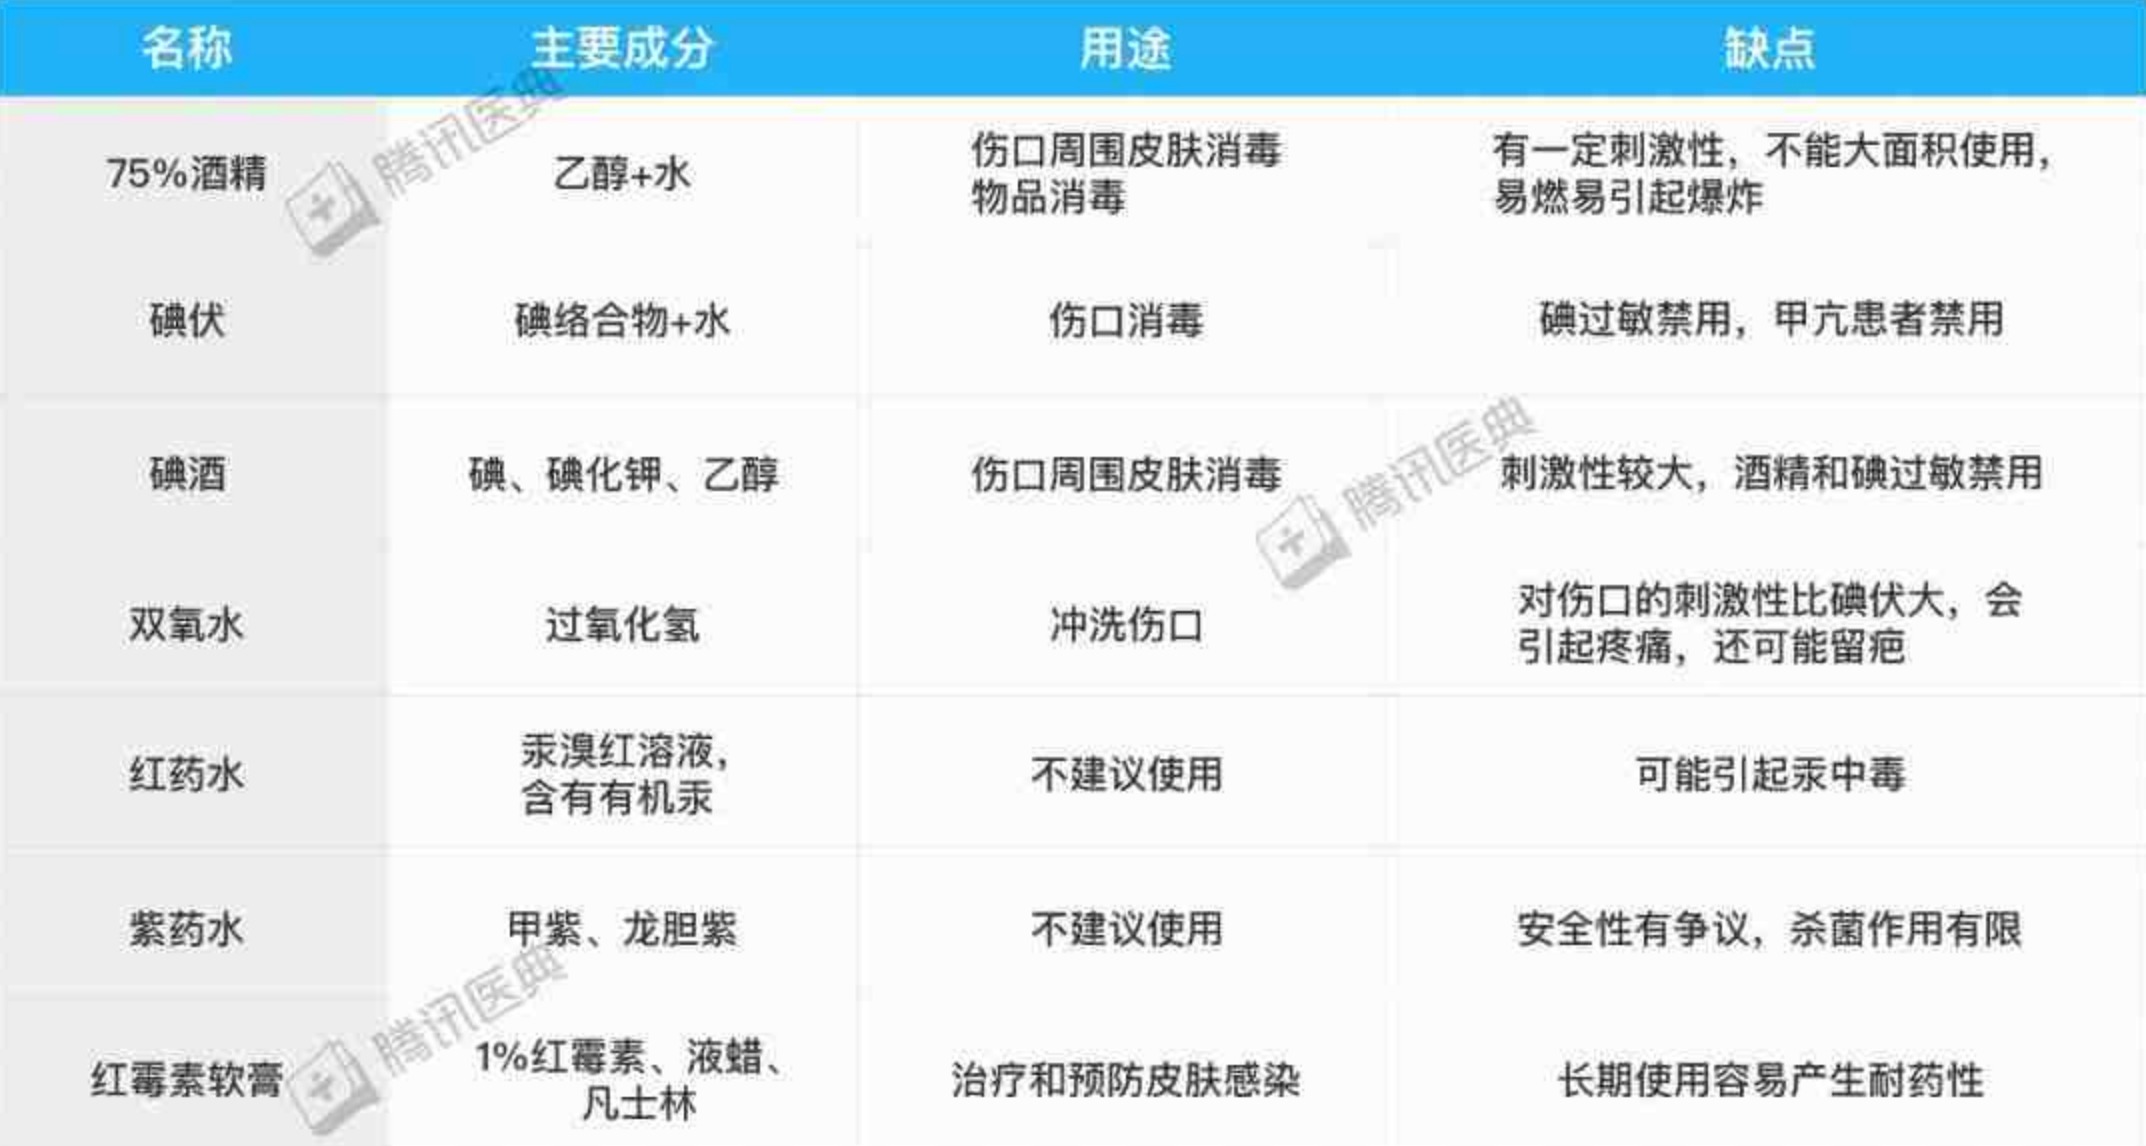 名称 主要成分 用途 缺点
75%酒精 乙醇+水 伤口周围皮肤消毒 有一定刺激性，不能大面积使用，
物品消毒 易燃易引起爆炸
碘伏 碘络合物+水 伤口消毒 碘过敏禁用，甲亢患者禁用
碘酒 碘、碘化钾、乙醇 伤口周围皮肤消毒 刺激性较大，酒精和碘过敏禁用
双氧水 过氧化氢 冲洗伤口 对伤口的刺激性比碘伏大，会
引起疼痛，还可能留疤
红药水 汞溴红溶液， 不建议使用 可能引起汞中毒
含有有机汞
紫药水 甲紫、龙胆紫 不建议使用 安全性有争议，杀菌作用有限
红霉素软膏 1%红霉素、液蜡、 治疗和预防皮肤感染 长期使用容易产生耐药性
凡士林
腾讯医典
腾讯医典
腾讯医典